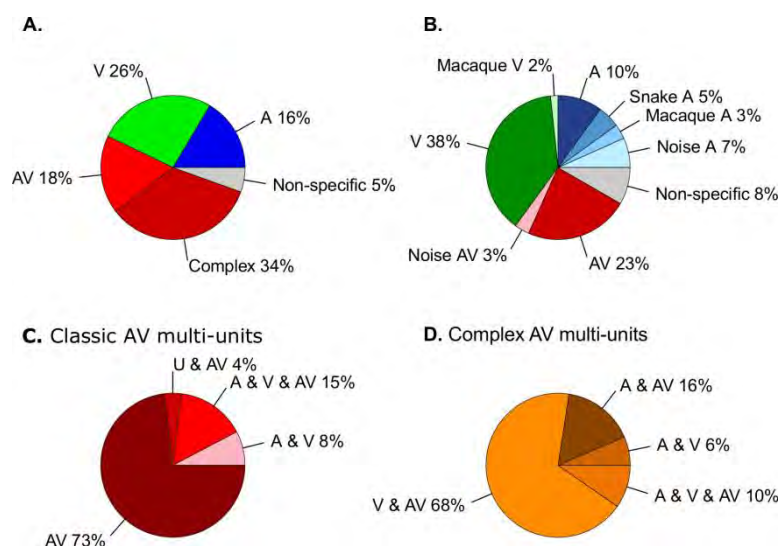 A.
V 26%
A 16%
AV 18%
Non-specific 5%
Complex 34%
B.
Macaque V 2%
A 10%
Snake A 5%
Macaque A 3%
V 38%
Noise A 7%
Non-specific 8%
Noise AV 3%
AV 23%
C. Classic AV multi-units
U & AV 4%
A & V & AV 15%
A & V 8%
AV 73%
D. Complex AV multi-units
A & AV 16%
A & V 6%
V & AV 68%
A & V & AV 10%